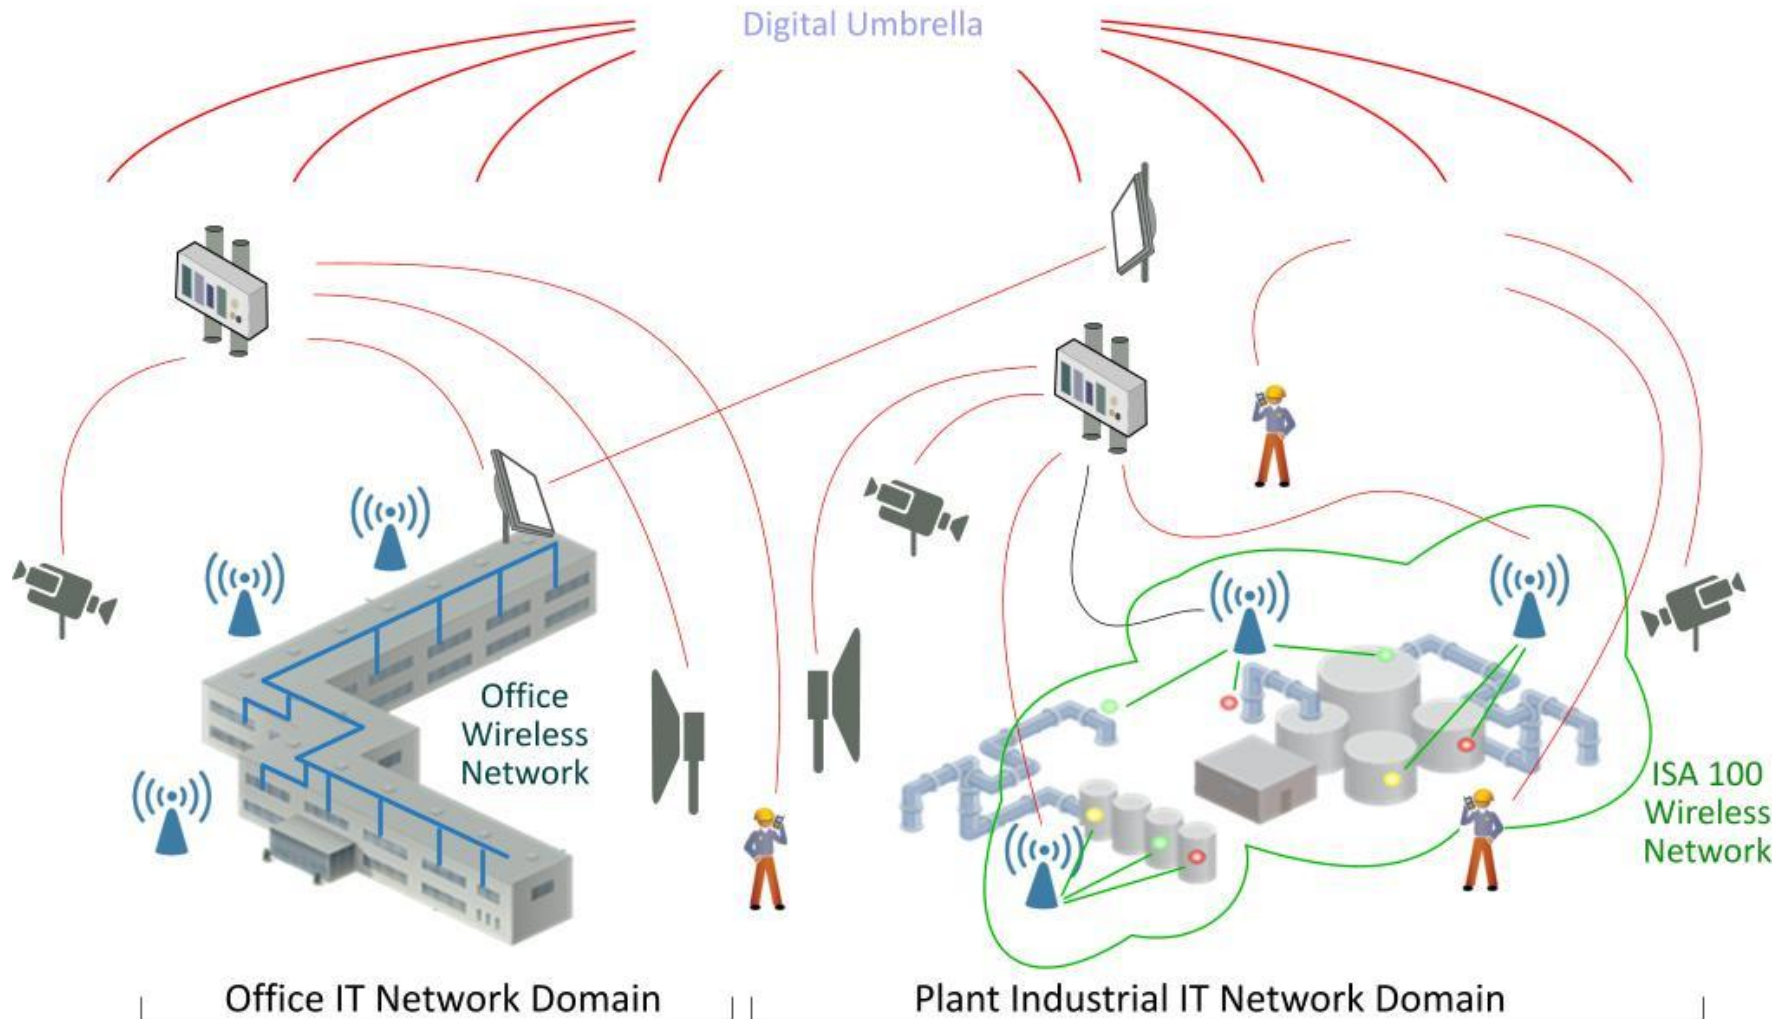 Digital Umbrella
Office
Wireless
Network
ISA 100
Wireless
Network
Office IT Network Domain
Plant Industrial IT Network Domain